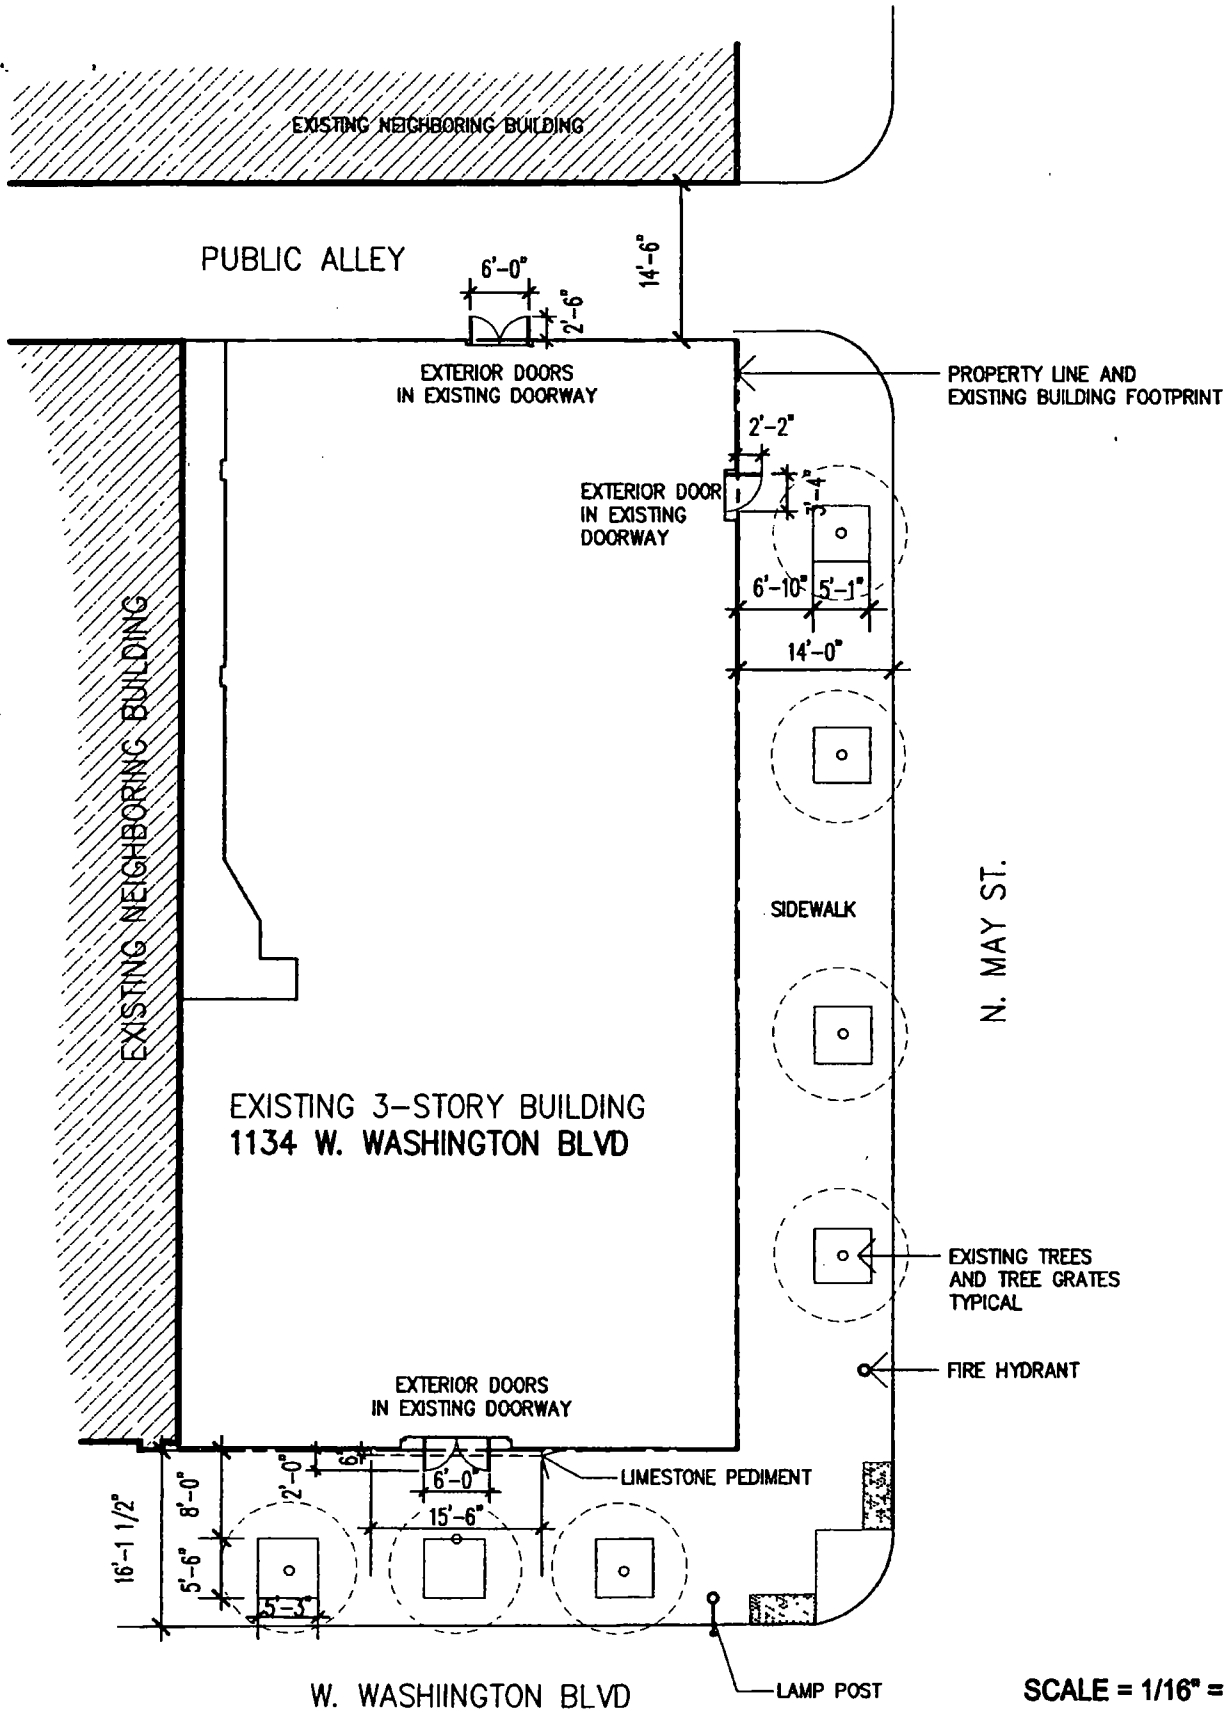 EXISTING NEIGHBORING BUILDING
PUBLIC ALLEY
6'-0"
14'-6"
2'-6"
EXTERIOR DOORS
IN EXISTING DOORWAY
PROPERTY LINE AND
EXISTING BUILDING FOOTPRINT
2'-2"
EXTERIOR DOOR
IN EXISTING
DOORWAY
3'-4"
6'-10"
5'-1"
14'-0"
EXISTING NEIGHBORING BUILDING
SIDEWALK
N. MAY ST.
EXISTING 3-STORY BUILDING
1134 W. WASHINGTON BLVD
EXISTING TREES
AND TREE GRATES
TYPICAL
FIRE HYDRANT
EXTERIOR DOORS
IN EXISTING DOORWAY
LIMESTONE PEDIMENT
6"
2'-0"
6'-0"
8'-0"
15'-6"
16'-1 1/2"
5'-6"
5'-3"
LAMP POST
W. WASHIINGTON BLVD
SCALE = 1/16" =